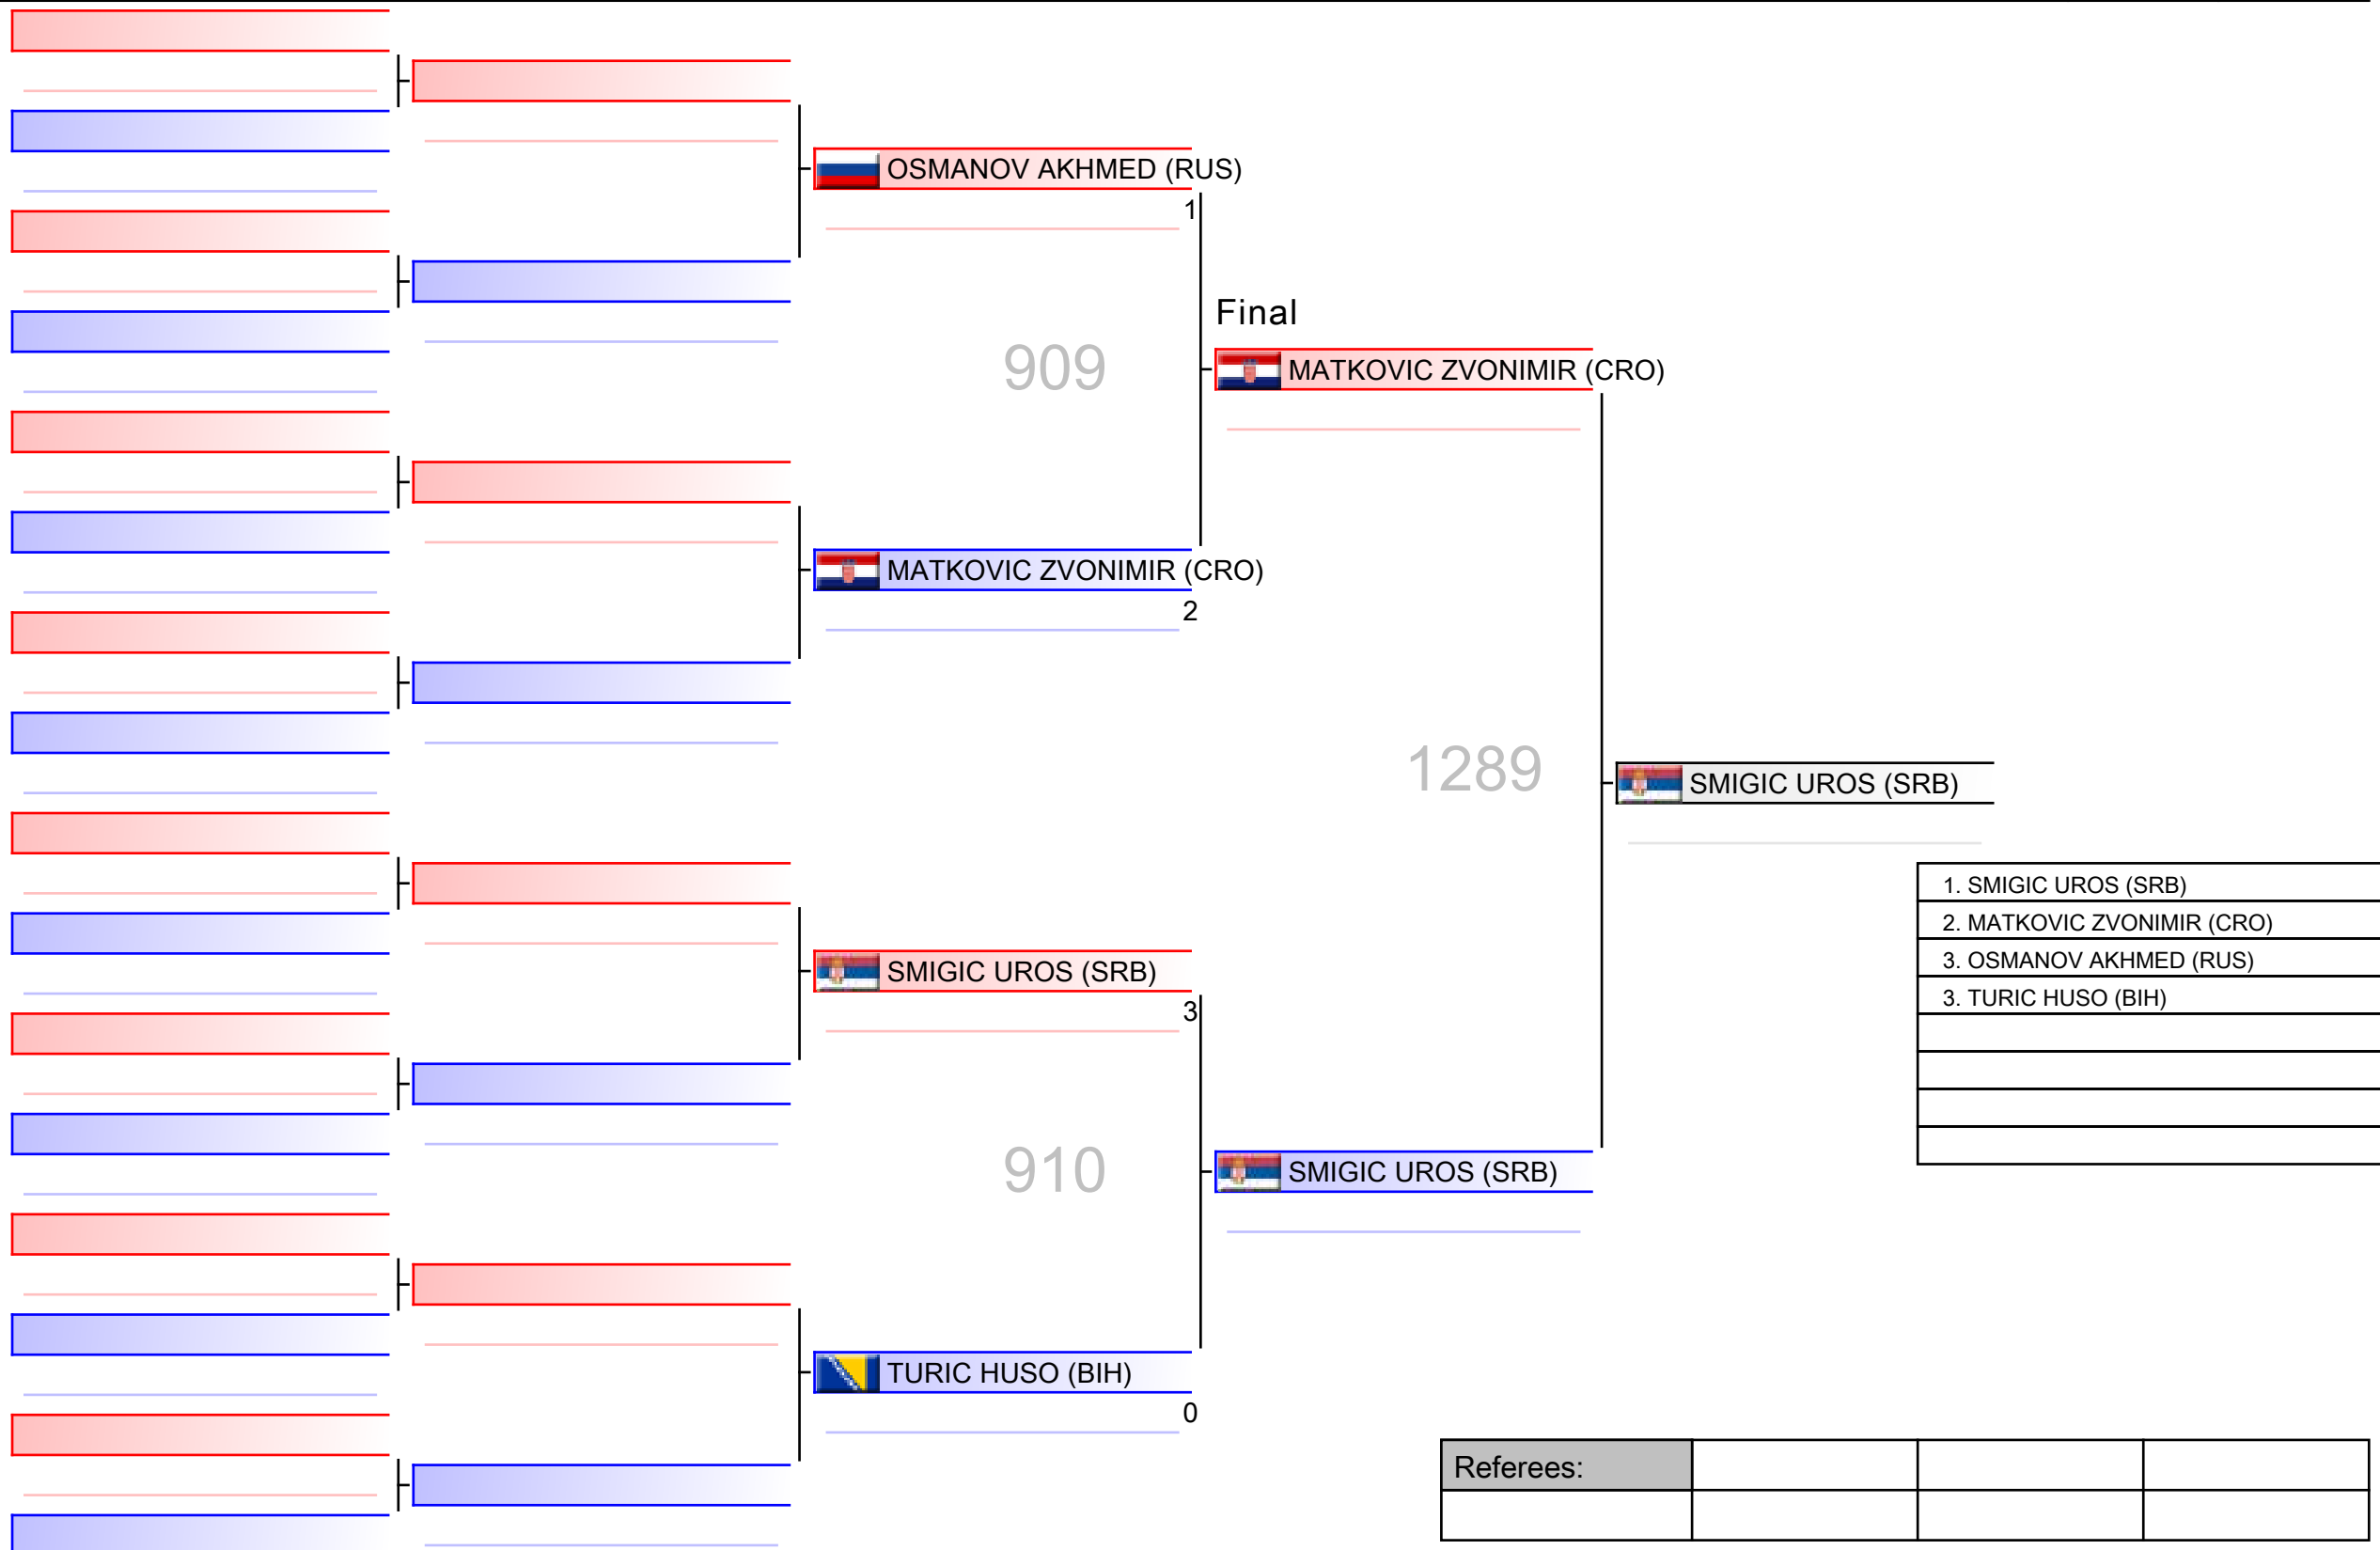 OSMANOV AKHMED (RUS)
1
Final
909
MATKOVIC ZVONIMIR (CRO)
MATKOVIC ZVONIMIR (CRO)
2
1289
SMIGIC UROS (SRB)
1. SMIGIC UROS (SRB)
2. MATKOVIC ZVONIMIR (CRO)
3. OSMANOV AKHMED (RUS)
3. TURIC HUSO (BIH)
SMIGIC UROS (SRB)
3
910
SMIGIC UROS (SRB)
TURIC HUSO (BIH)
0
Referees: